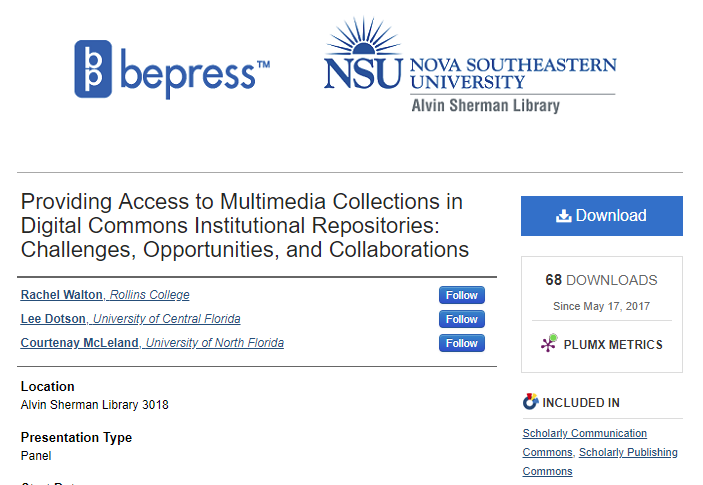 bp bepress™
NSU NOVA SOUTHEASTERN
UNIVERSITY
Alvin Sherman Library
Providing Access to Multimedia Collections in
Digital Commons Institutional Repositories:
Challenges, Opportunities, and Collaborations
Rachel Walton, Rollins College Follow
Lee Dotson, University of Central Florida Follow
Courtenay McLeland, University of North Florida Follow
Location
Alvin Sherman Library 3018
Presentation Type
Panel
Download
68 DOWNLOADS
Since May 17, 2017
PLUMX METRICS
INCLUDED IN
Scholarly Communication
Commons, Scholarly Publishing
Commons